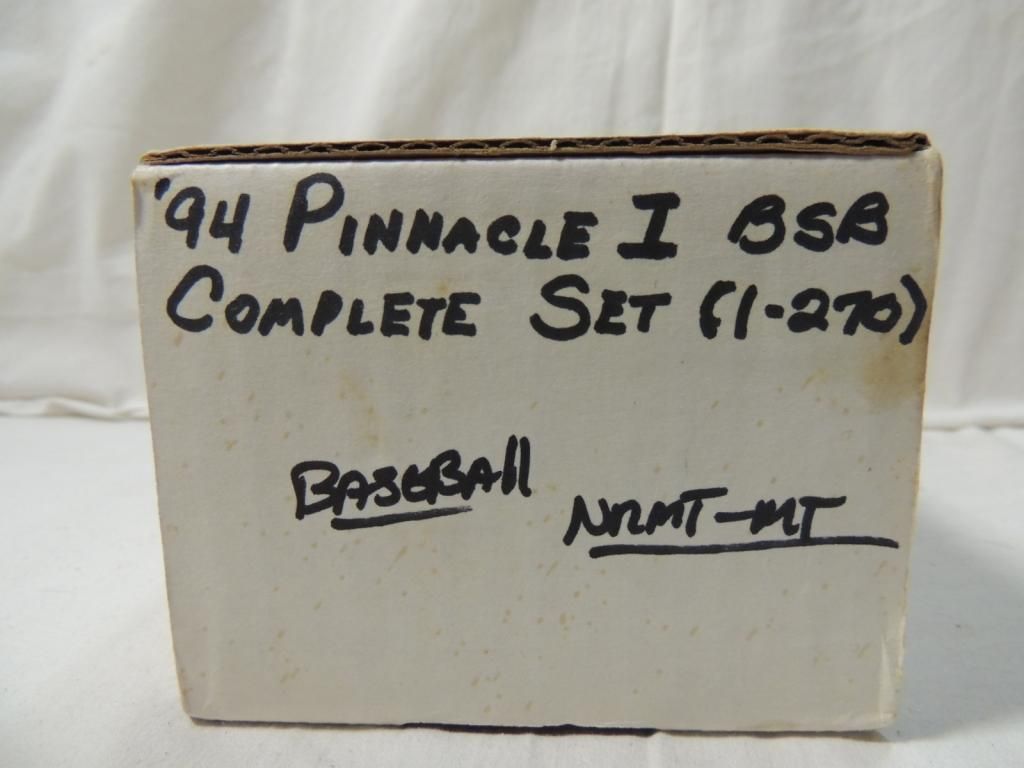 '94 PINNACLE I BSB
COMPLETE SET (1-270)
BASEBAll
NRMT-MT